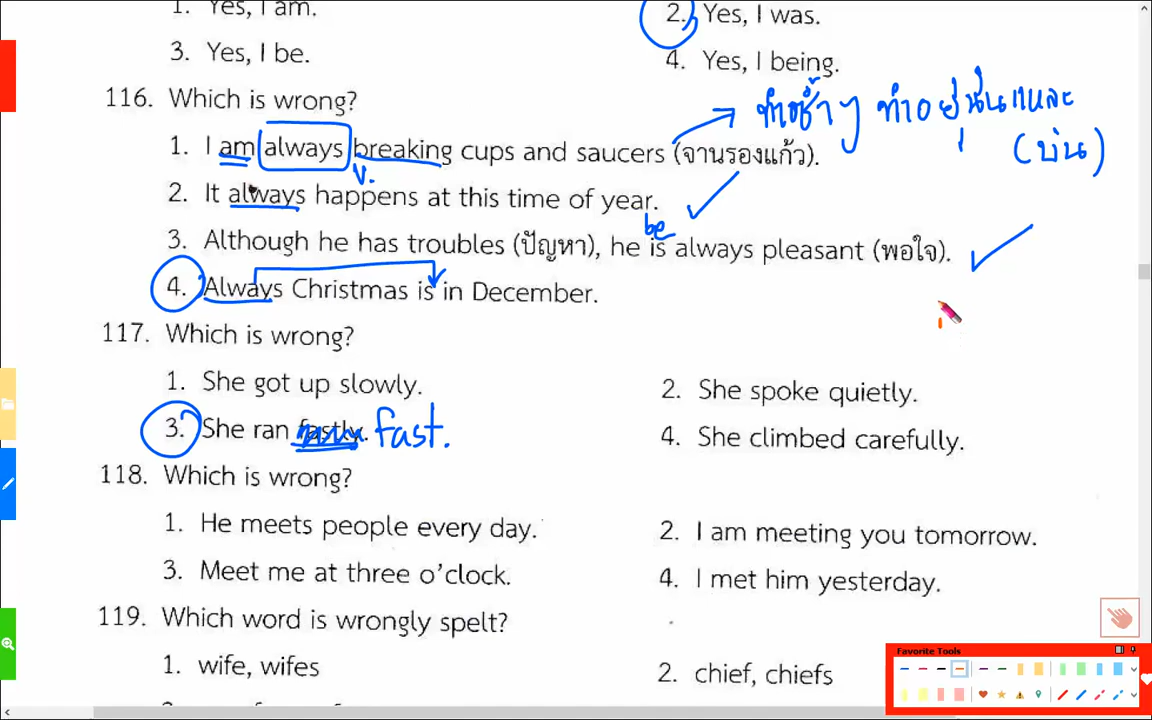 1. Yes, I am.
2. Yes, I was.
3. Yes, I be.
4. Yes, I being.
116. Which is wrong?
ทำซ้ำๆ ทำอยู่นั่นแหละ
(บ่น)
1. I am always breaking cups and saucers (จานรองแก้ว).
V.
2. It always happens at this time of year.
be
3. Although he has troubles (ปัญหา), he is always pleasant (พอใจ).
4. Always Christmas is in December.
117. Which is wrong?
1. She got up slowly.
2. She spoke quietly.
3. She ran fastly. fast.
4. She climbed carefully.
118. Which is wrong?
1. He meets people every day.
2. I am meeting you tomorrow.
3. Meet me at three o'clock.
4. I met him yesterday.
119. Which word is wrongly spelt?
1. wife, wifes
2. chief, chiefs
Favorite Tools